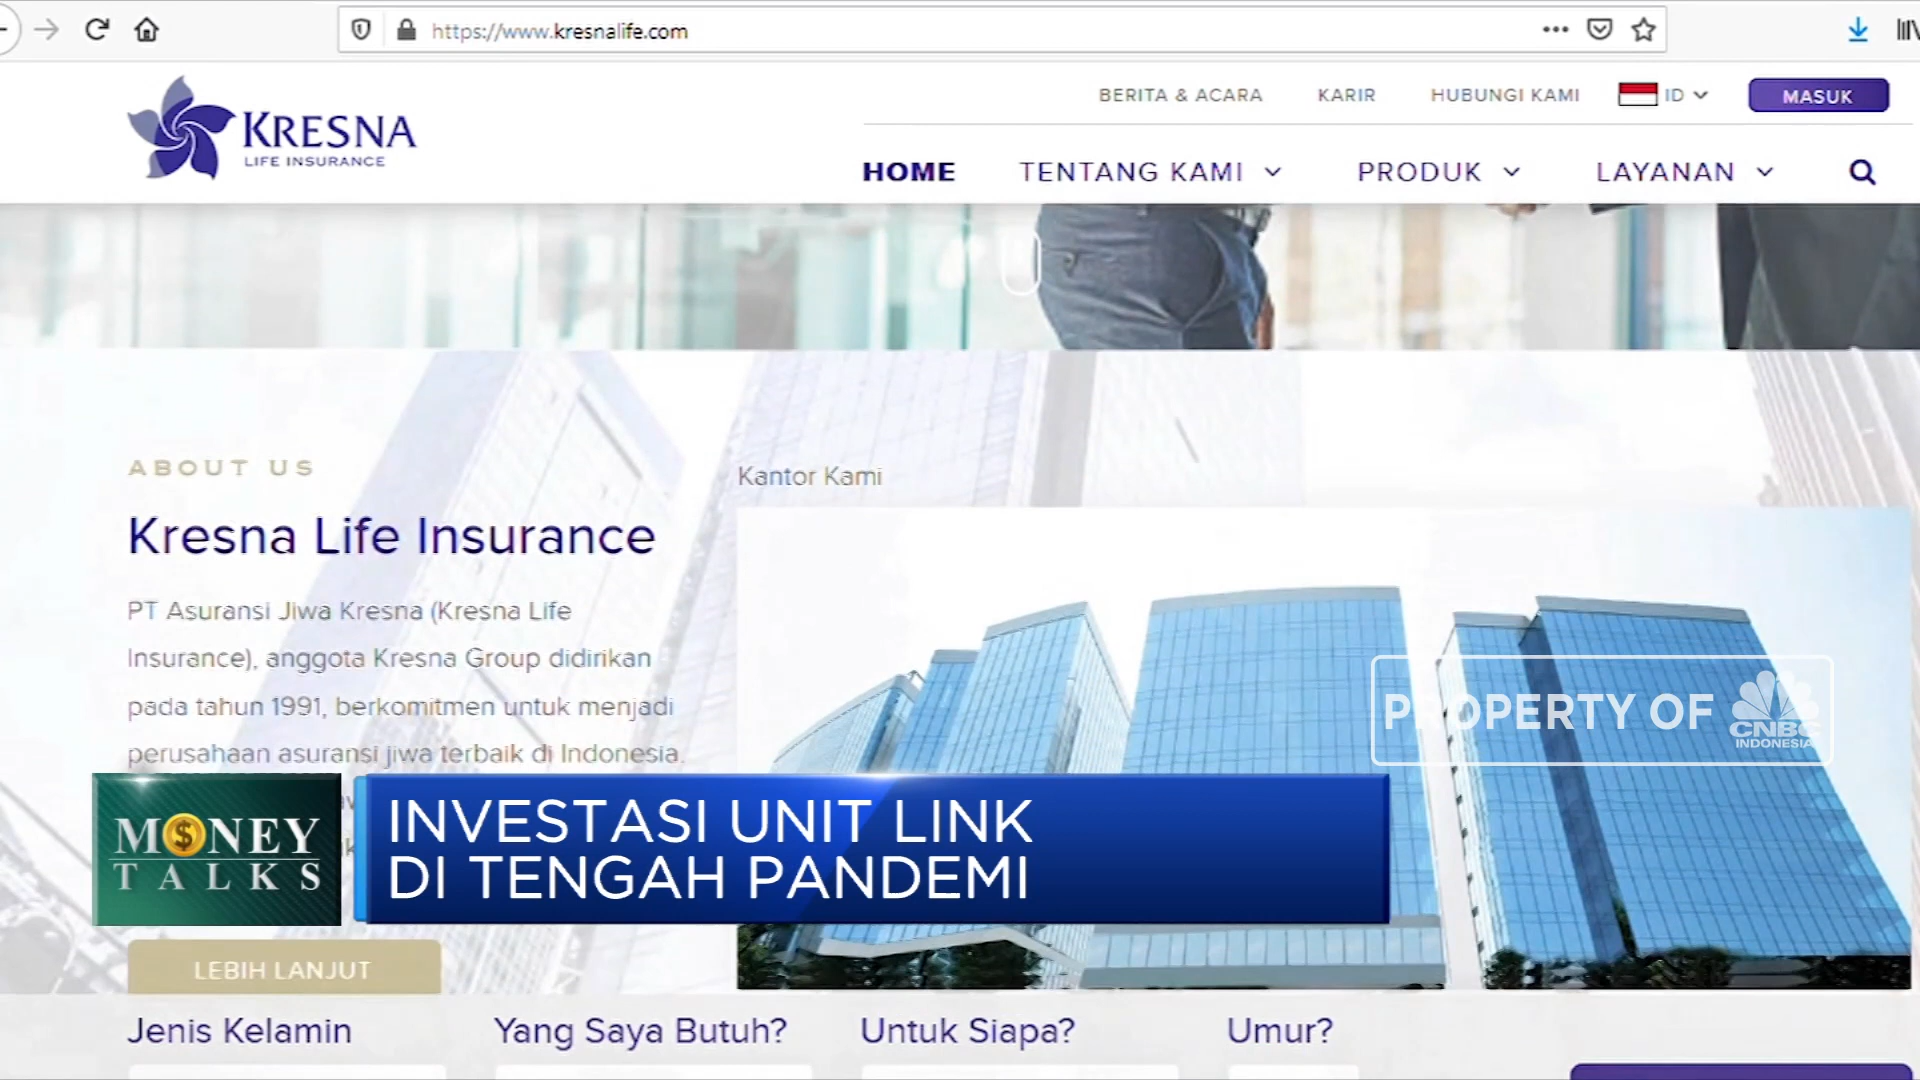 https://www.kresnalife.com
BERITA & ACARA KARIR HUBUNGI KAMI ID MASUK
KRESNA
LIFE INSURANCE
HOME TENTANG KAMI PRODUK LAYANAN
ABOUT US
Kantor Kami
Kresna Life Insurance
PT Asuransi Jiwa Kresna (Kresna Life
Insurance), anggota Kresna Group didirikan
pada tahun 1991, berkomitmen untuk menjadi
perusahaan asuransi jiwa terbaik di Indonesia.
PROPERTY OF
CNBC
INDONESIA
MONEY
TALKS
INVESTASI UNIT LINK
DI TENGAH PANDEMI
LEBIH LANJUT
Jenis Kelamin Yang Saya Butuh? Untuk Siapa? Umur?